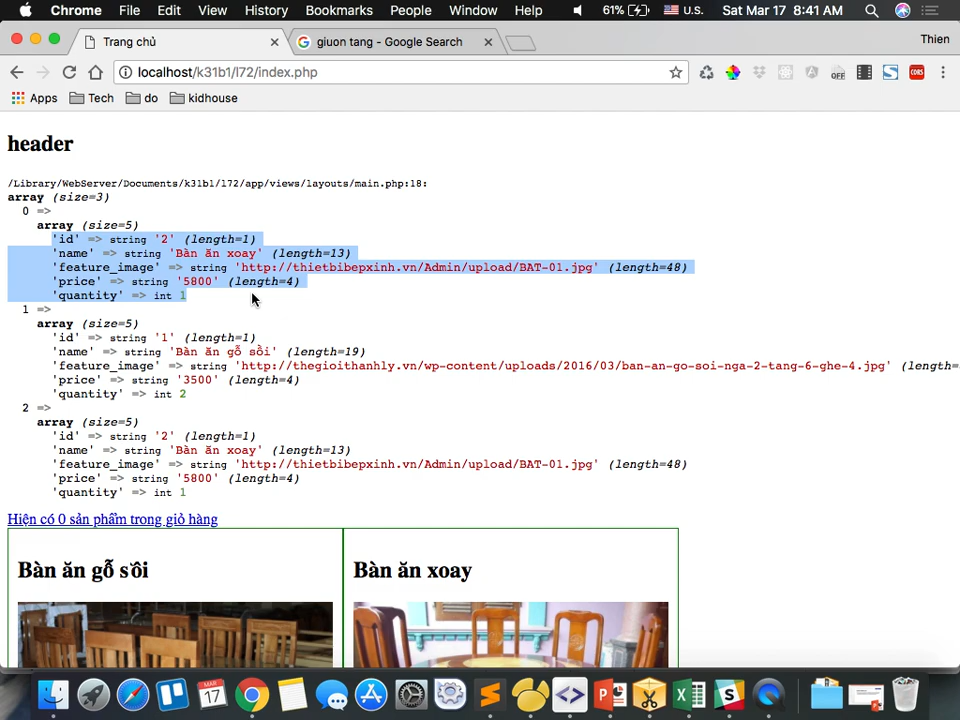 Chrome File Edit View History Bookmarks People Window Help 61% U.S. Sat Mar 17 8:41 AM
Trang chủ giuon tang - Google Search Thien
localhost/k31b1/l72/index.php OFF CORS
Apps Tech do kidhouse
header
/Library/WebServer/Documents/k31b1/l72/app/views/layouts/main.php:18:
array (size=3)
0 =>
array (size=5)
'id' => string '2' (length=1)
'name' => string 'Bàn ăn xoay' (length=13)
'feature_image' => string 'http://thietbibepxinh.vn/Admin/upload/BAT-01.jpg' (length=48)
'price' => string '5800' (length=4)
'quantity' => int 1
1 =>
array (size=5)
'id' => string '1' (length=1)
'name' => string 'Bàn ăn gỗ sồi' (length=19)
'feature_image' => string 'http://thegioithanhly.vn/wp-content/uploads/2016/03/ban-an-go-soi-nga-2-tang-6-ghe-4.jpg' (length=
'price' => string '3500' (length=4)
'quantity' => int 2
2 =>
array (size=5)
'id' => string '2' (length=1)
'name' => string 'Bàn ăn xoay' (length=13)
'feature_image' => string 'http://thietbibepxinh.vn/Admin/upload/BAT-01.jpg' (length=48)
'price' => string '5800' (length=4)
'quantity' => int 1
Hiện có 0 sản phẩm trong giỏ hàng
Bàn ăn gỗ sồi Bàn ăn xoay
17